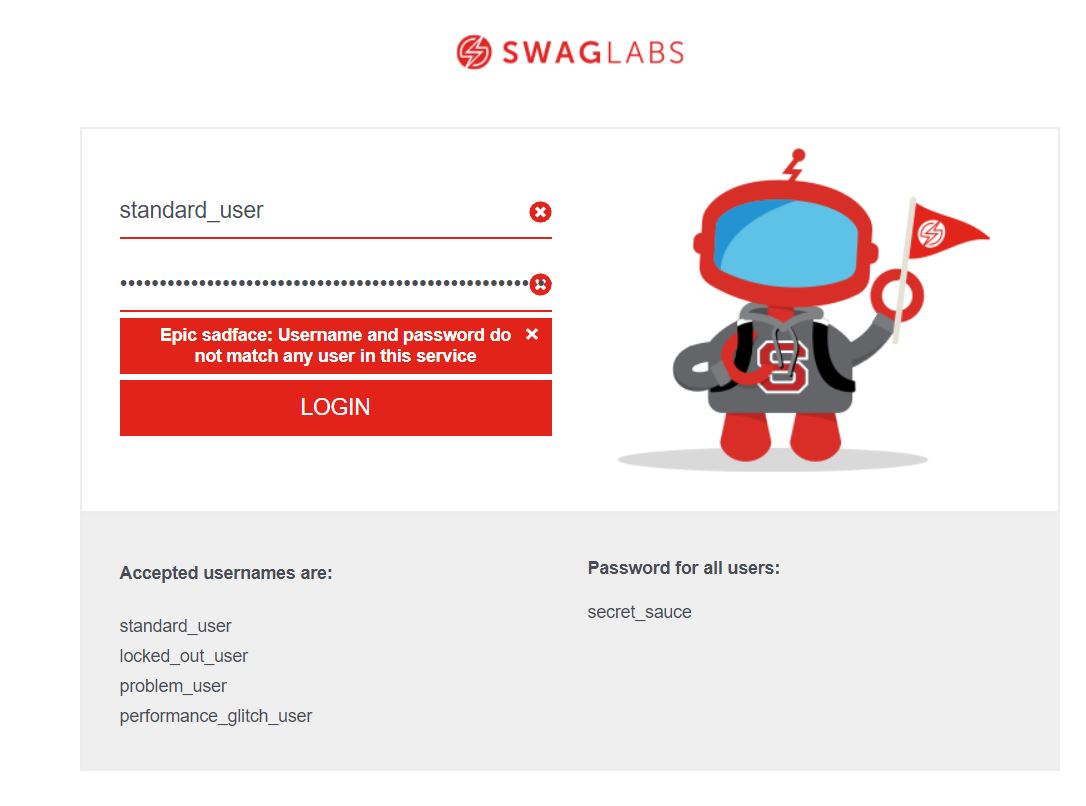 SWAGLABS
standard_user
••••••••••••••••••••••••••••••••••••••••••••••••••••
Epic sadface: Username and password do
not match any user in this service
LOGIN
S
Accepted usernames are:
standard_user
locked_out_user
problem_user
performance_glitch_user
Password for all users:
secret_sauce